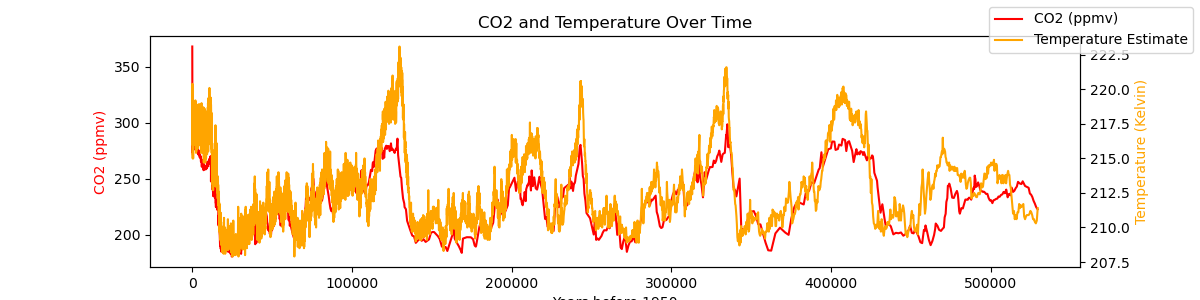 CO2 and Temperature Over Time
CO2 (ppmv)
Temperature Estimate
CO2 (ppmv)
350
300
250
200
222.5
220.0
217.5
215.0
212.5
210.0
207.5
Temperature (Kelvin)
0 100000 200000 300000 400000 500000
Years before 1950